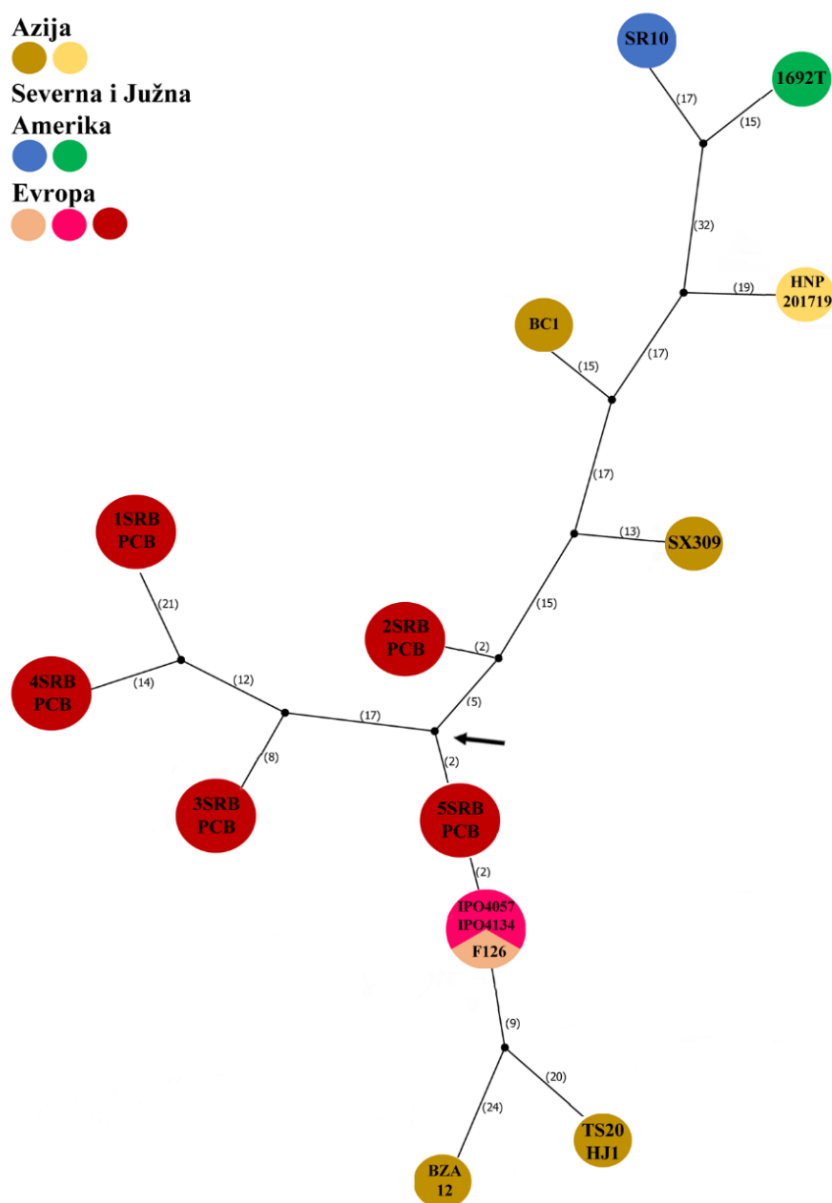 Azija
Severna i Južna
Amerika
Evropa
SR10
1692T
(17)
(15)
(32)
HNP
201719
(19)
BC1
(15)
(17)
(17)
1SRB
PCB
SX309
(13)
(21)
(15)
2SRB
PCB
(2)
4SRB
PCB
(14)
(12)
(5)
(17)
(8)
(2)
3SRB
PCB
5SRB
PCB
(2)
IPO4057
IPO4134
F126
(9)
(20)
(24)
TS20
HJ1
BZA
12